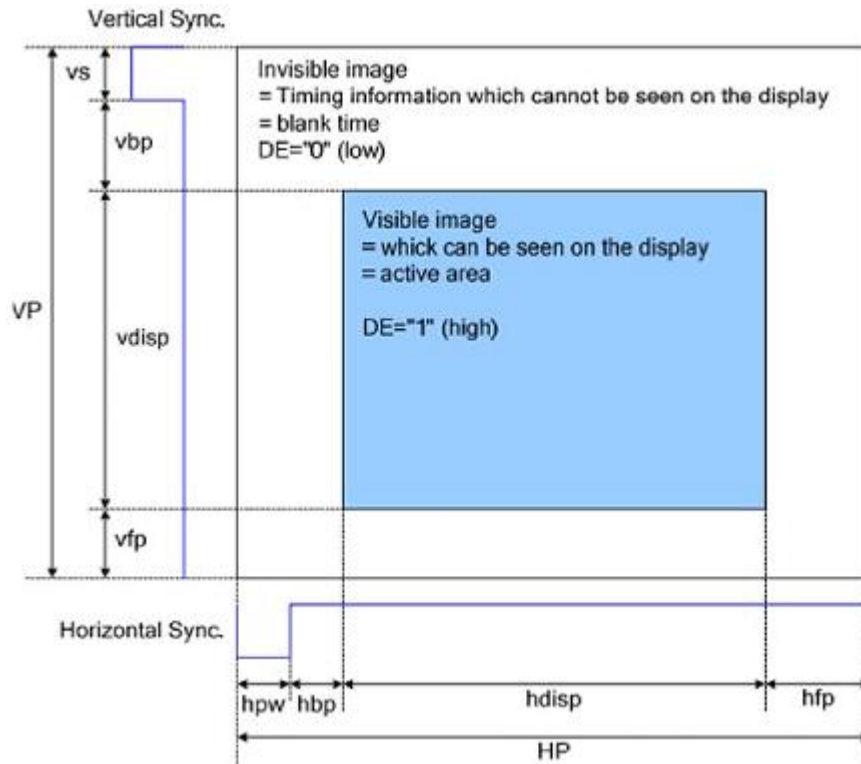 Vertical Sync.
vs
Invisible image
= Timing information which cannot be seen on the display
= blank time
DE="0" (low)
vbp
Visible image
= whick can be seen on the display
= active area
DE="1" (high)
VP
vdisp
vfp
Horizontal Sync.
hpw
hbp
hdisp
hfp
HP